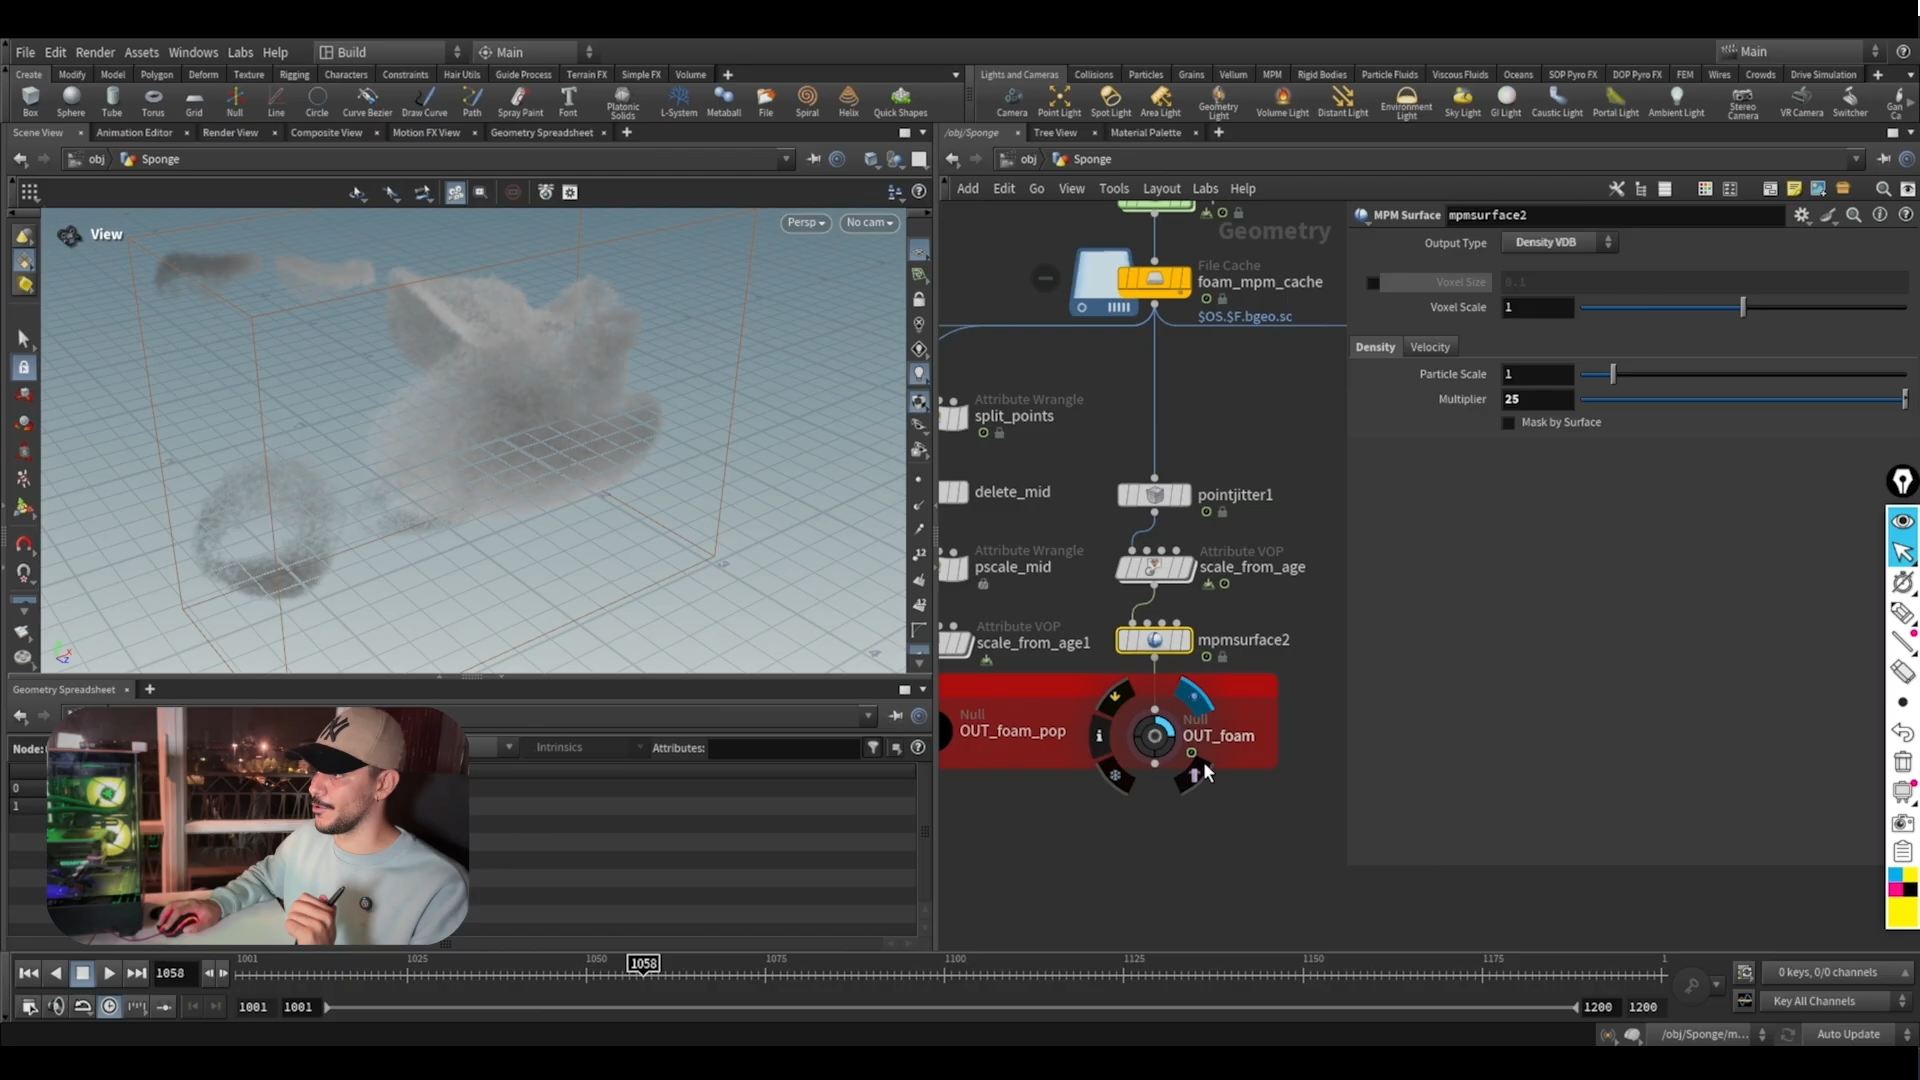 File Edit Render Assets Windows Labs Help Build Main Main
Create Modify Model Polygon Deform Texture Rigging Characters Constraints Hair Utils Guide Process Terrain FX Simple FX Volume
Lights and Cameras Collisions Particles Grains Vellum MPM Rigid Bodies Particle Fluids Viscous Fluids Oceans SOP Pyro FX DOP Pyro FX FEM Wires Crowds Drive Simulation
Box Sphere Tube Torus Grid Null Line Circle Curve Bezier Draw Curve Path Spray Paint Font Platonic Solids L-System Metaball File Spiral Helix Quick Shapes
Camera Point Light Spot Light Area Light Geometry Light Volume Light Distant Light Environment Light Sky Light GI Light Caustic Light Portal Light Ambient Light Stereo Camera VR Camera Switcher
Scene View Animation Editor Render View Composite View Motion FX View Geometry Spreadsheet
/obj/Sponge Tree View Material Palette
obj Sponge
obj Sponge
Add Edit Go View Tools Layout Labs Help
View
Persp No cam
Geometry
File Cache
foam_mpm_cache
$OS.$F.bgeo.sc
Attribute Wrangle
split_points
delete_mid
pointjitter1
Attribute Wrangle
pscale_mid
Attribute VOP
scale_from_age
Attribute VOP
scale_from_age1
mpmsurface2
Null
OUT_foam_pop
Null
OUT_foam
MPM Surface mpmsurface2
Output Type Density VDB
Voxel Size 0.1
Voxel Scale 1
Density Velocity
Particle Scale 1
Multiplier 25
Mask by Surface
12
42
Geometry Spreadsheet
Node:
Intrinsics Attributes:
0
1
1058 1001 1025 1050 1058 1075 1100 1125 1150 1175
0 keys, 0/0 channels
1001 1001 1200 1200
Key All Channels
/obj/Sponge/m... Auto Update